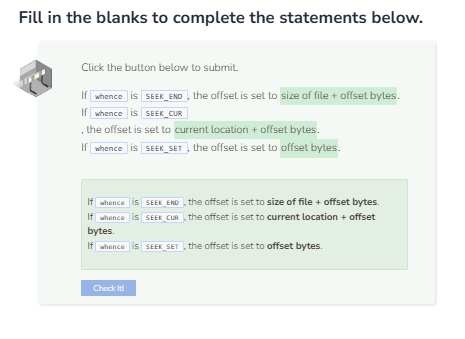 Fill in the blanks to complete the statements below.
Click the button below to submit.
If whence is SEEK_END, the offset is set to size of file + offset bytes.
If whence is SEEK_CUR
, the offset is set to current location + offset bytes.
If whence is SEEK_SET, the offset is set to offset bytes.
If whence is SEEK_END, the offset is set to size of file + offset bytes.
If whence is SEEK_CUR, the offset is set to current location + offset
bytes.
If whence is SEEK_SET, the offset is set to offset bytes.
Check It!